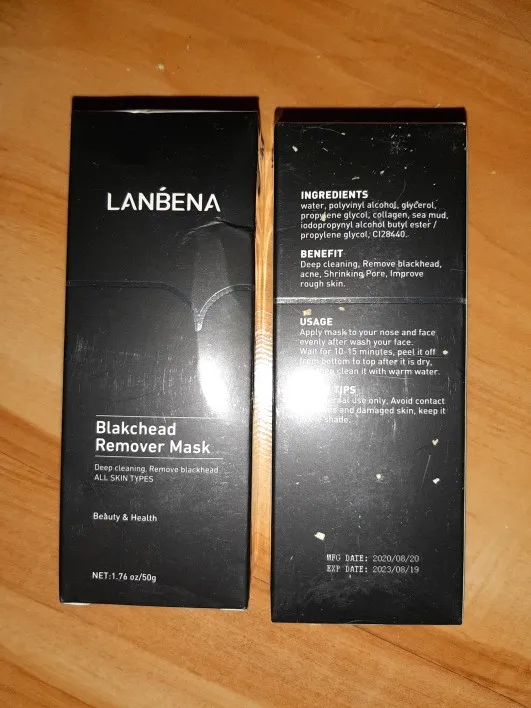 LANBENA
Blakchead
Remover Mask
Deep cleaning, Remove blackhead
ALL SKIN TYPES
Beauty & Health
NET:1.76 oz/50g
INGREDIENTS
water, polyvinyl alcohol, glycerol,
propylene glycol, collagen, sea mud,
iodopropynyl alcohol butyl ester /
propylene glycol, CI28440.
BENEFIT
Deep cleaning, Remove blackhead,
acne, Shrinking Pore, Improve
rough skin.
USAGE
Apply mask to your nose and face
evenly after wash your face.
Wait for 10-15 minutes, peel it off
from bottom to top after it is dry,
clean it with warm water.
TIPS
use only, Avoid contact
and damaged skin, keep it
shade.
MFG DATE: 2020/08/20
EXP DATE: 2023/08/19